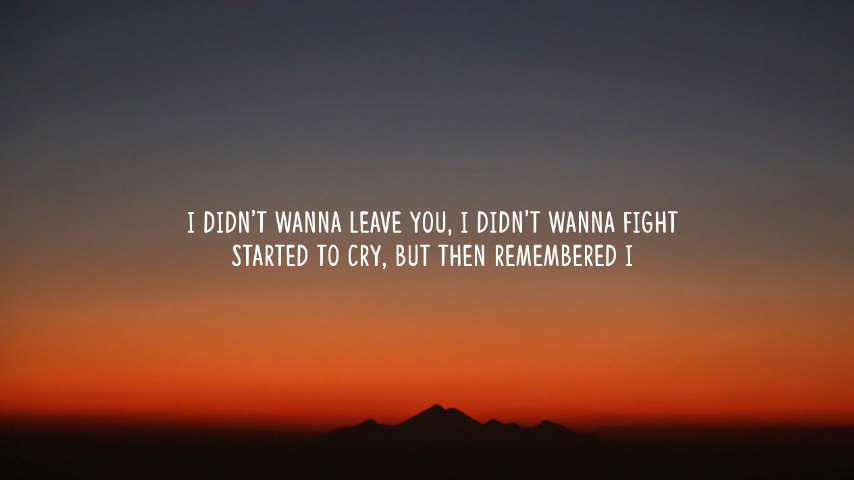 I DIDN'T WANNA LEAVE YOU, I DIDN'T WANNA FIGHT
STARTED TO CRY, BUT THEN REMEMBERED I